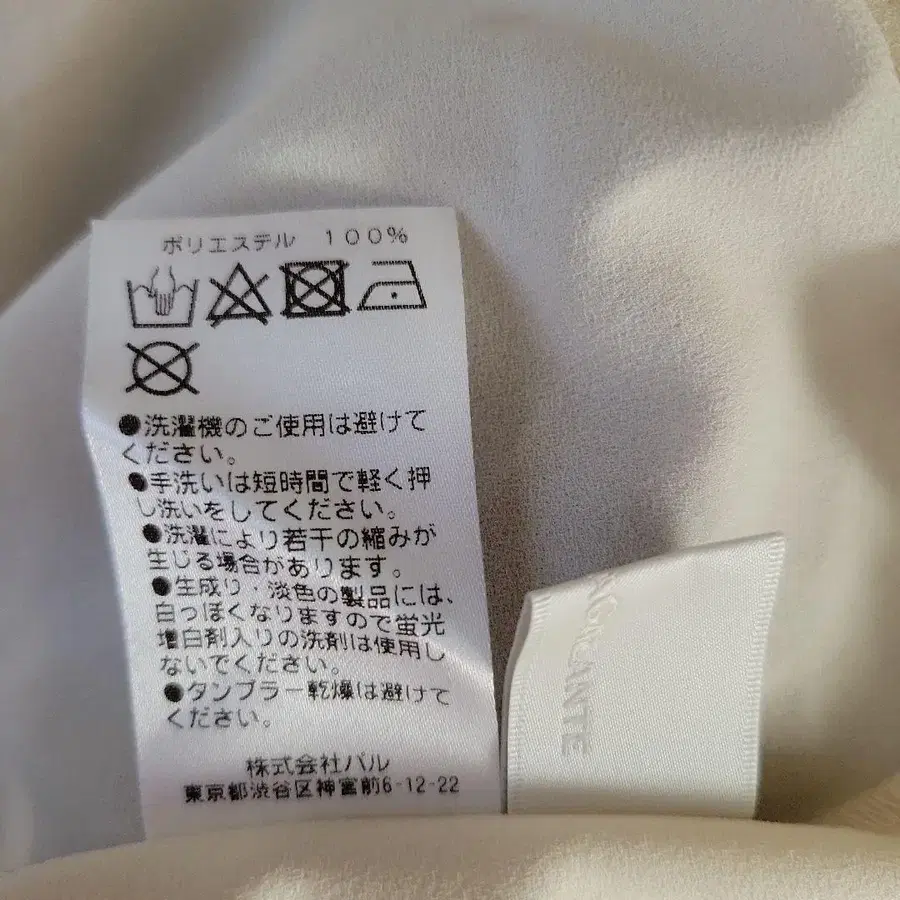 ポリエステル 100%
●洗濯機のご使用は避けて
ください。
●手洗いは短時間で軽く押
し洗いをしてください。
●洗濯により若干の縮みが
生じる場合があります。
●生成り・淡色の製品には、
白っぽくなりますので蛍光
増白剤入りの洗剤は使用し
ないでください。
●タンブラー乾燥は避けて
ください。
株式会社パル
東京都渋谷区神宮前6-12-22